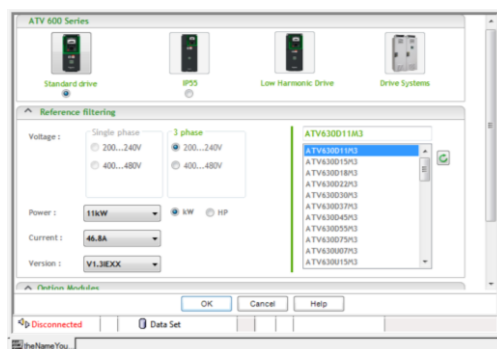 ATV 600 Series
Standard drive
IP55
Low Harmonic Drive
Drive Systems
Reference filtering
Voltage :
Single phase
200...240V
400...480V
3 phase
200...240V
400...480V
Power :
11kW
kW
HP
Current :
46.8A
Version :
V1.3IEXX
ATV630D11M3
ATV630D11M3
ATV630D15M3
ATV630D18M3
ATV630D22M3
ATV630D30M3
ATV630D37M3
ATV630D45M3
ATV630D55M3
ATV630D75M3
ATV630U07M3
ATV630U15M3
Option Modules
OK
Cancel
Help
Disconnected
Data Set
theNameYou...